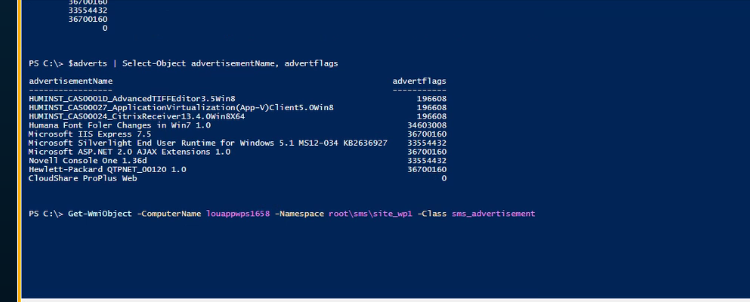 36700160
33554432
36700160
0
PS C:\> $adverts | Select-Object advertisementName, advertflags
advertisementName advertflags
----------------- -----------
HUMINST_CAS0001D_AdvancedTIFFEditor3.5Win8 196608
HUMINST_CAS00027_ApplicationVirtualization(App-V)Client5.0Win8 196608
HUMINST_CAS00024_CitrixReceiver13.4.0Win8X64 196608
Humana Font Foler Changes in Win7 1.0 34603008
Microsoft IIS Express 7.5 36700160
Microsoft Silverlight End User Runtime for Windows 5.1 MS12-034 KB2636927 33554432
Microsoft ASP.NET 2.0 AJAX Extensions 1.0 36700160
Novell Console One 1.36d 33554432
Hewlett-Packard QTPNET_00120 1.0 36700160
CloudShare ProPlus Web 0
PS C:\> Get-WmiObject -ComputerName louappwps1658 -Namespace root\sms\site_wp1 -Class sms_advertisement